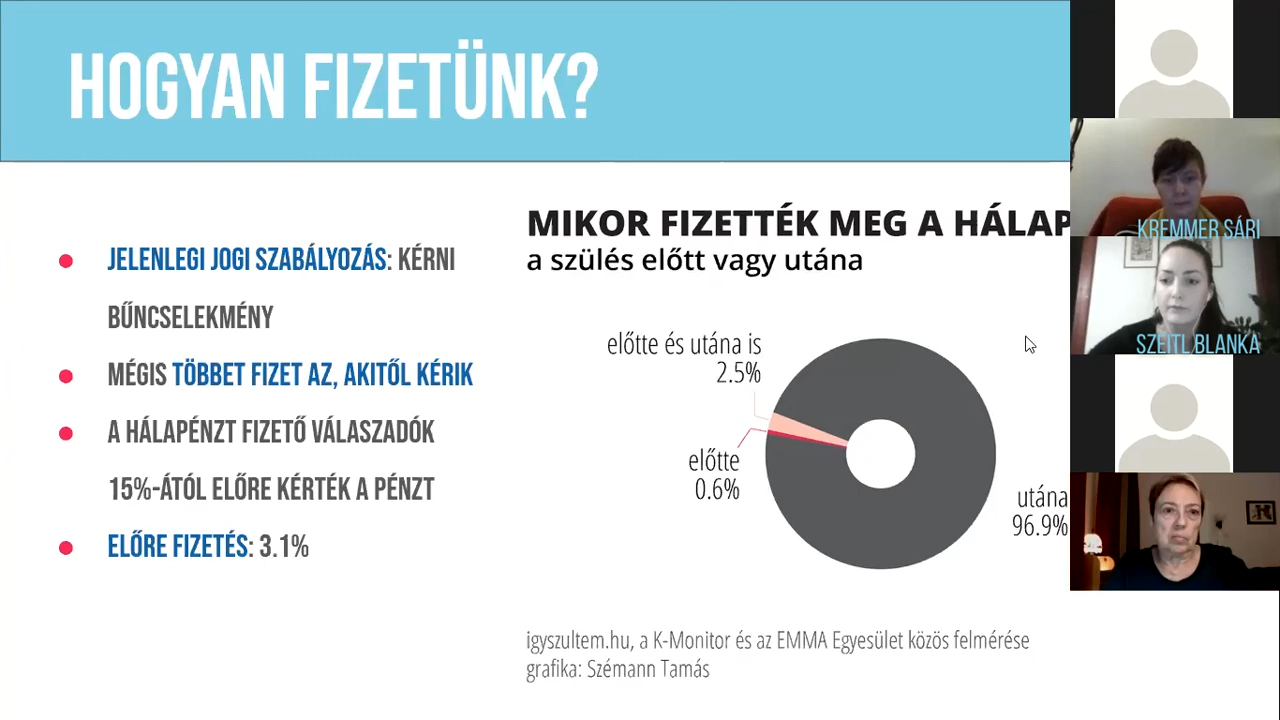 HOGYAN FIZETÜNK?
JELENLEGI JOGI SZABÁLYOZÁS: KÉRNI
BŰNCSELEKMÉNY
MÉGIS TÖBBET FIZET AZ, AKITŐL KÉRIK
A HÁLAPÉNZT FIZETŐ VÁLASZADÓK
15%-ÁTÓL ELŐRE KÉRTÉK A PÉNZT
ELŐRE FIZETÉS: 3.1%
MIKOR FIZETTÉK MEG A HÁLAP
a szülés előtt vagy utána
előtte és utána is
2.5%
előtte
0.6%
utána
96.9%
igyszultem.hu, a K-Monitor és az EMMA Egyesület közös felmérése
grafika: Szémann Tamás
KREMMER SÁRI
SZEITL BLANKA